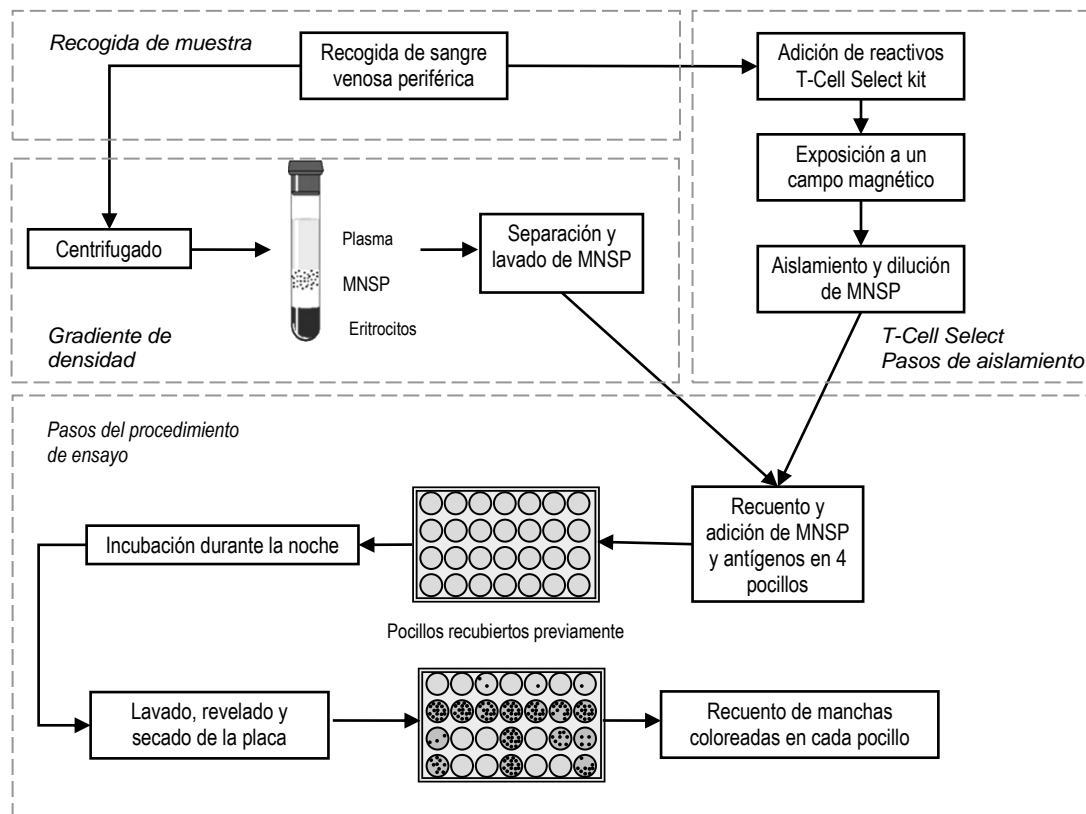 Recogida de muestra
Recogida de sangre
venosa periférica
Adición de reactivos
T-Cell Select kit
Exposición a un
campo magnético
Aislamiento y dilución
de MNSP
T-Cell Select
Pasos de aislamiento
Centrifugado
Plasma
MNSP
Eritrocitos
Separación y
lavado de MNSP
Gradiente de
densidad
Pasos del procedimiento
de ensayo
Recuento y
adición de MNSP
y antígenos en 4
pocillos
Incubación durante la noche
Pocillos recubiertos previamente
Lavado, revelado y
secado de la placa
Recuento de manchas
coloreadas en cada pocillo